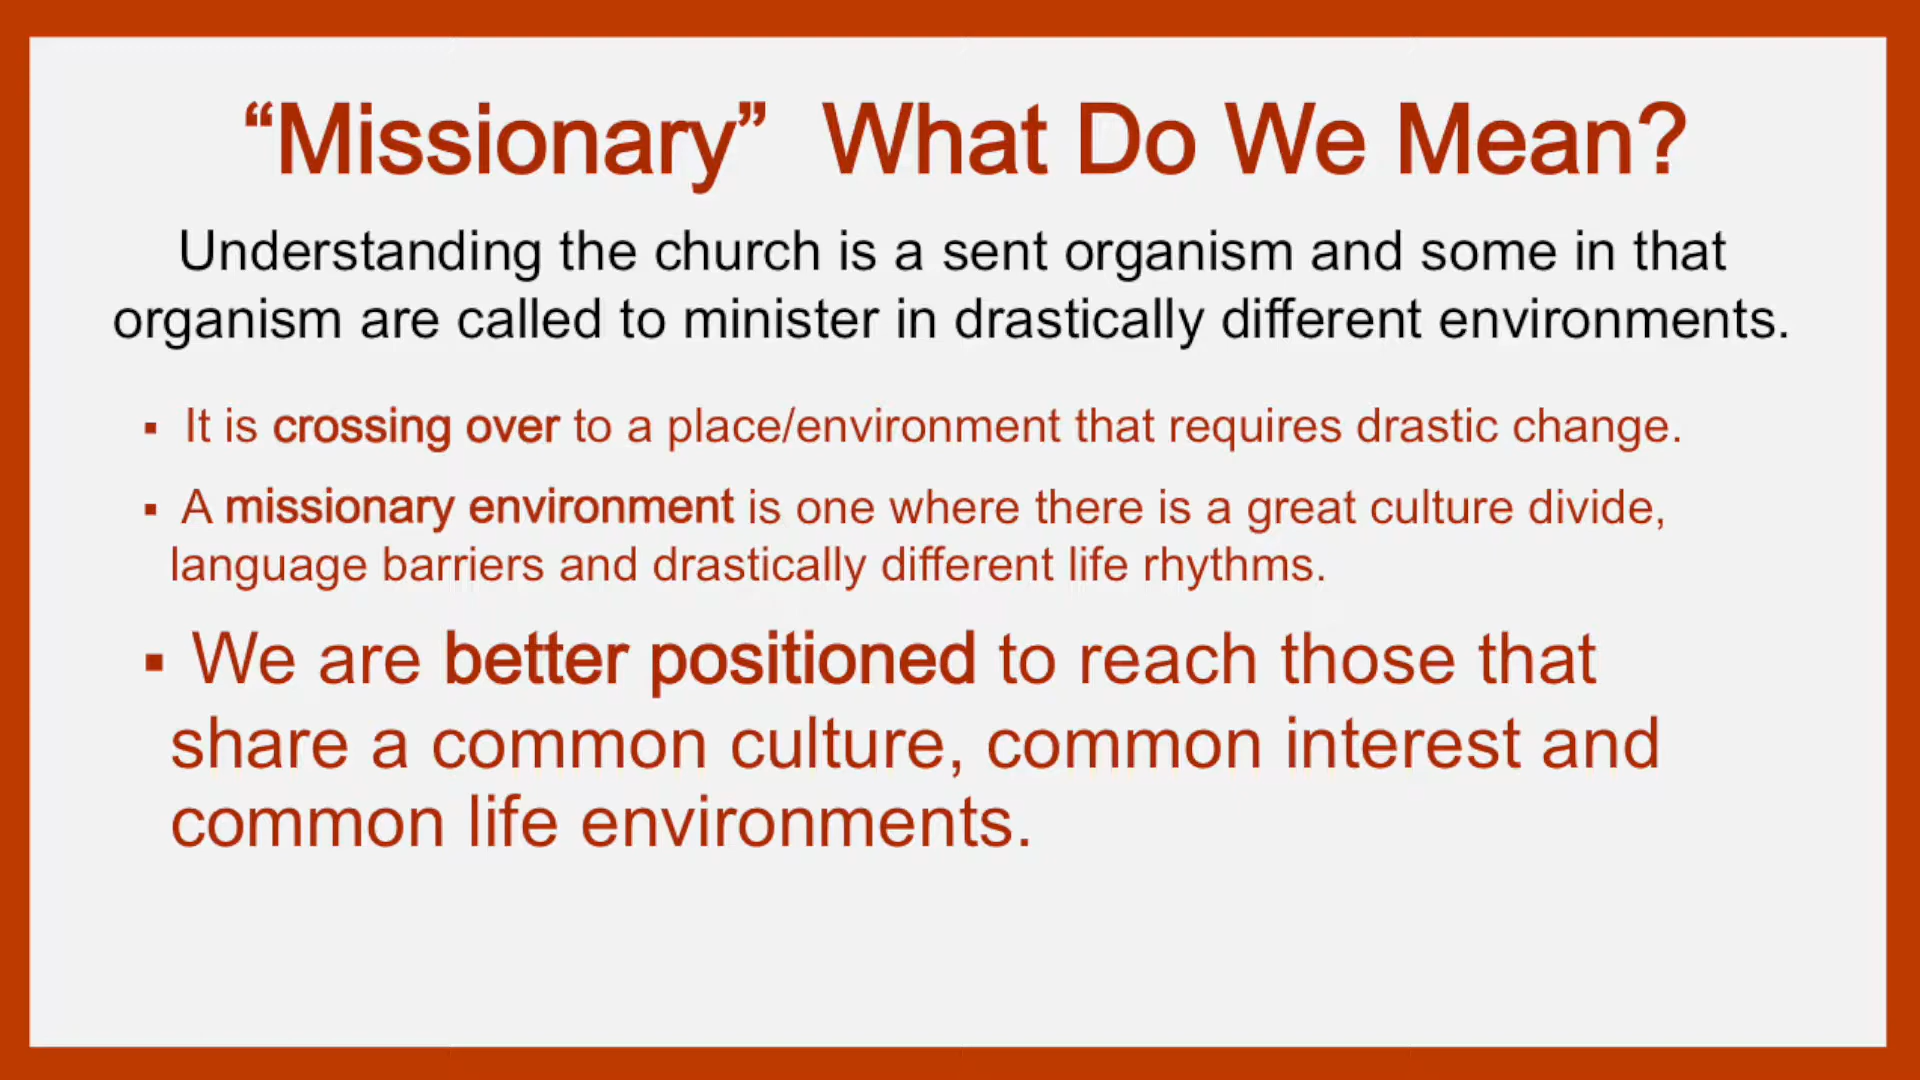 “Missionary”  What Do We Mean?
Understanding the church is a sent organism and some in that
organism are called to minister in drastically different environments.
▪ It is crossing over to a place/environment that requires drastic change.
▪ A missionary environment is one where there is a great culture divide,
language barriers and drastically different life rhythms.
▪ We are better positioned to reach those that
share a common culture, common interest and
common life environments.